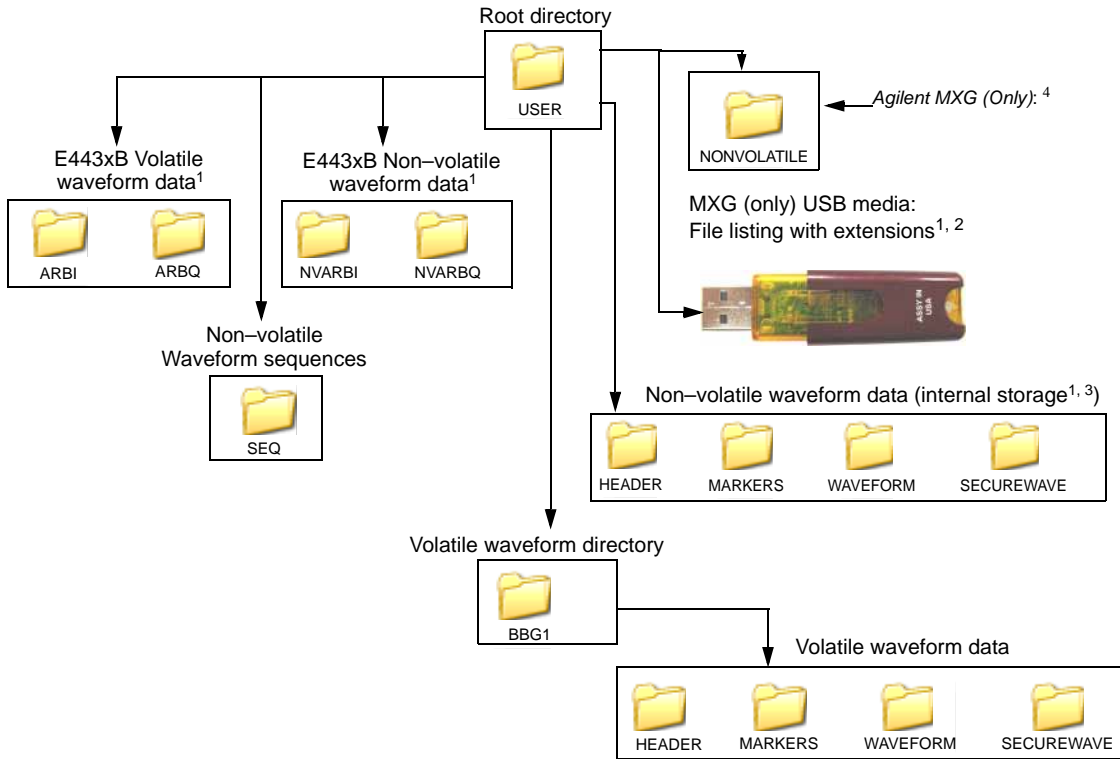 Root directory
USER
Agilent MXG (Only): 4
NONVOLATILE
E443xB Volatile
waveform data1
ARBI
ARBQ
E443xB Non–volatile
waveform data1
NVARBI
NVARBQ
MXG (only) USB media:
File listing with extensions1, 2
ASSY IN
USA
Non–volatile
Waveform sequences
SEQ
Non–volatile waveform data (internal storage1, 3)
HEADER
MARKERS
WAVEFORM
SECUREWAVE
Volatile waveform directory
BBG1
Volatile waveform data
HEADER
MARKERS
WAVEFORM
SECUREWAVE